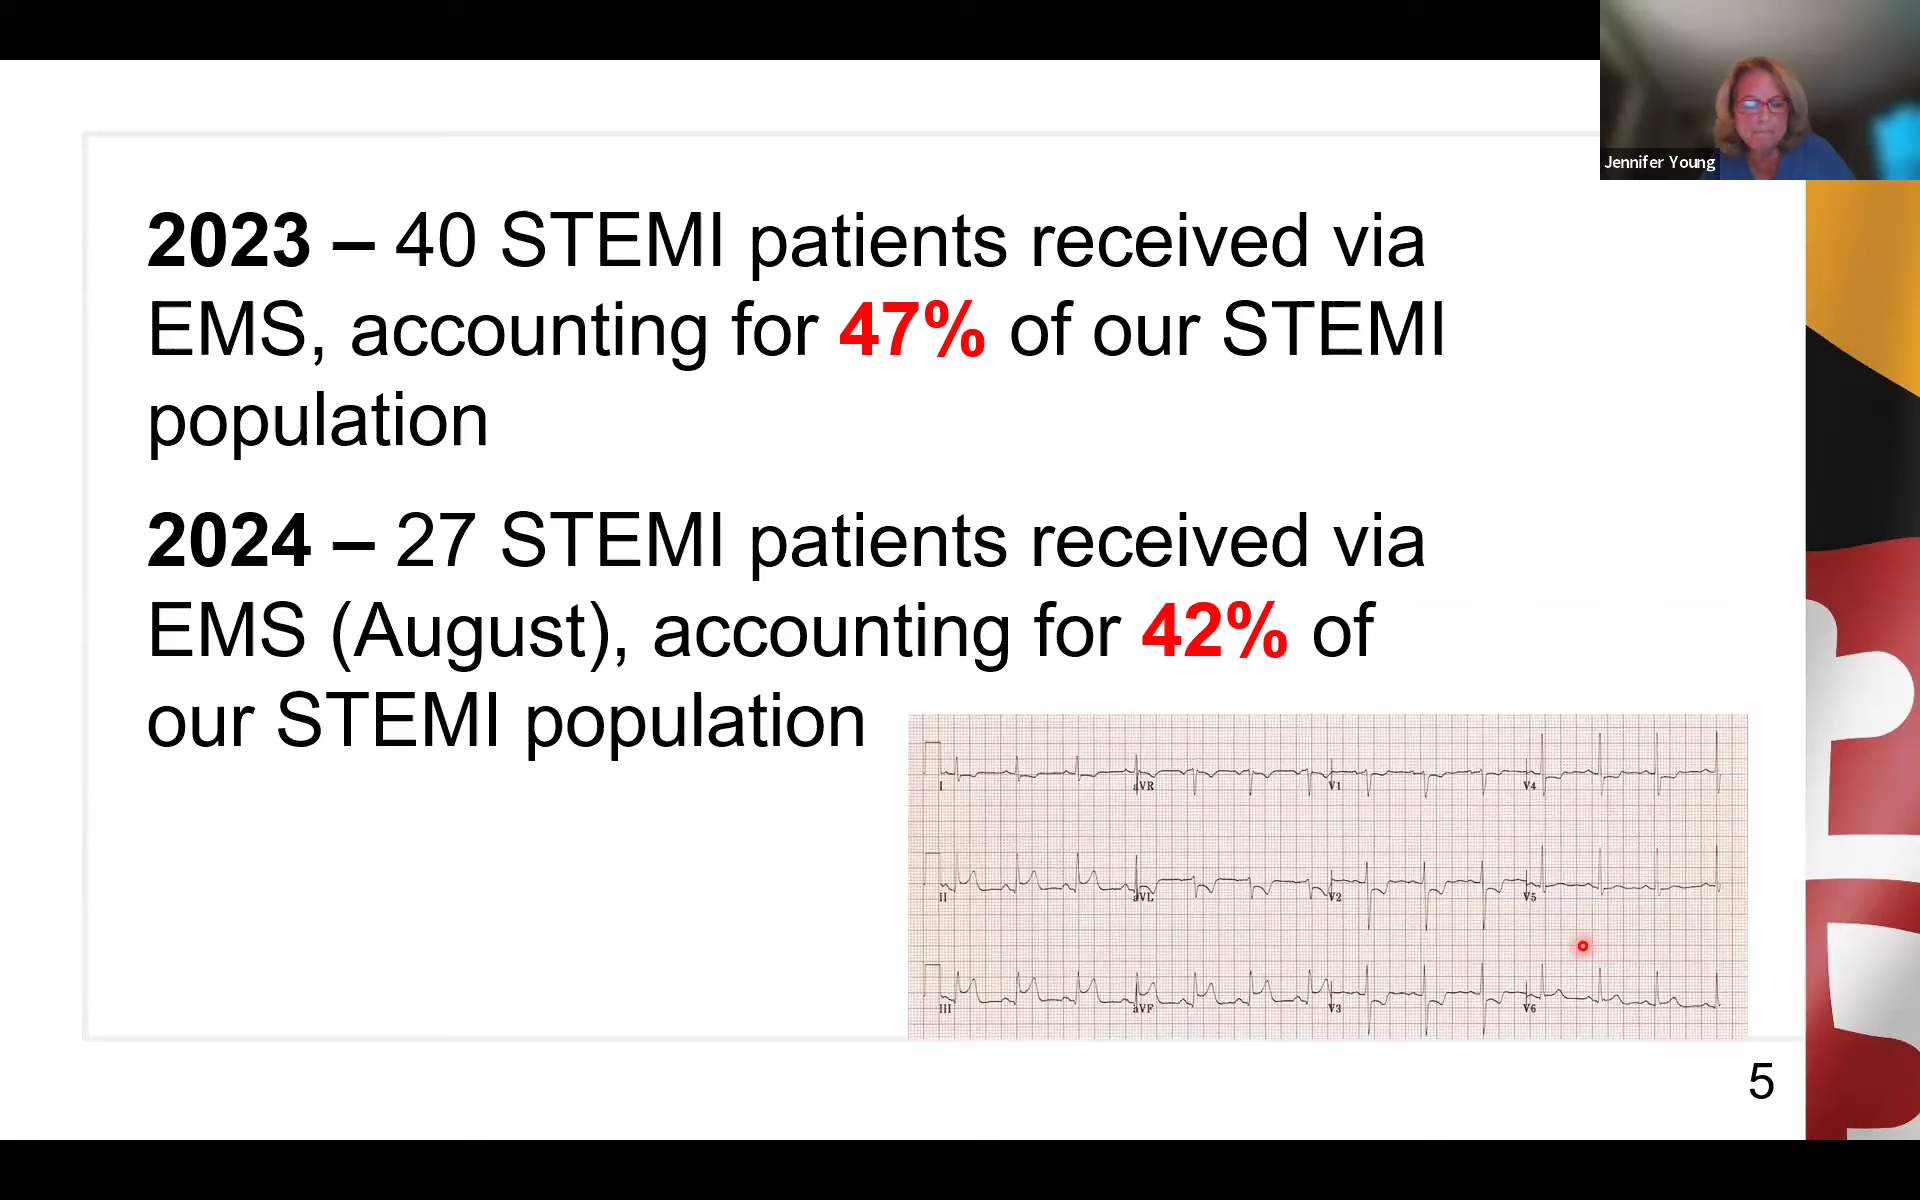 Jennifer Young
2023 – 40 STEMI patients received via
EMS, accounting for 47% of our STEMI
population
2024 – 27 STEMI patients received via
EMS (August), accounting for 42% of
our STEMI population
I aVR V1 V4
II aVL V2 V5
III aVF V3 V6
5